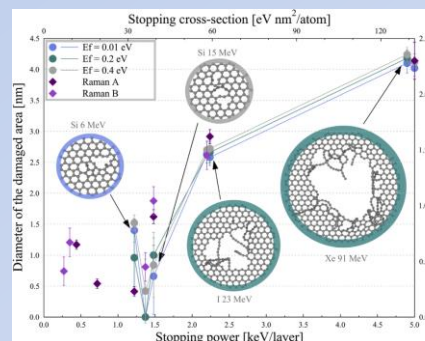 Stopping cross-section [eV nm²/atom]
0 30 60 90 120
Diameter of the damaged area [nm]
4.5
4.0
3.5
3.0
2.5
2.0
1.5
1.0
0.5
0.0
Ef = 0.01 eV
Ef = 0.2 eV
Ef = 0.4 eV
Raman A
Raman B
Si 15 MeV
Si 6 MeV
I 23 MeV
Xe 91 MeV
0.0 0.5 1.0 1.5 2.0 2.5 3.0 3.5 4.0 4.5 5.0
Stopping power [keV/layer]